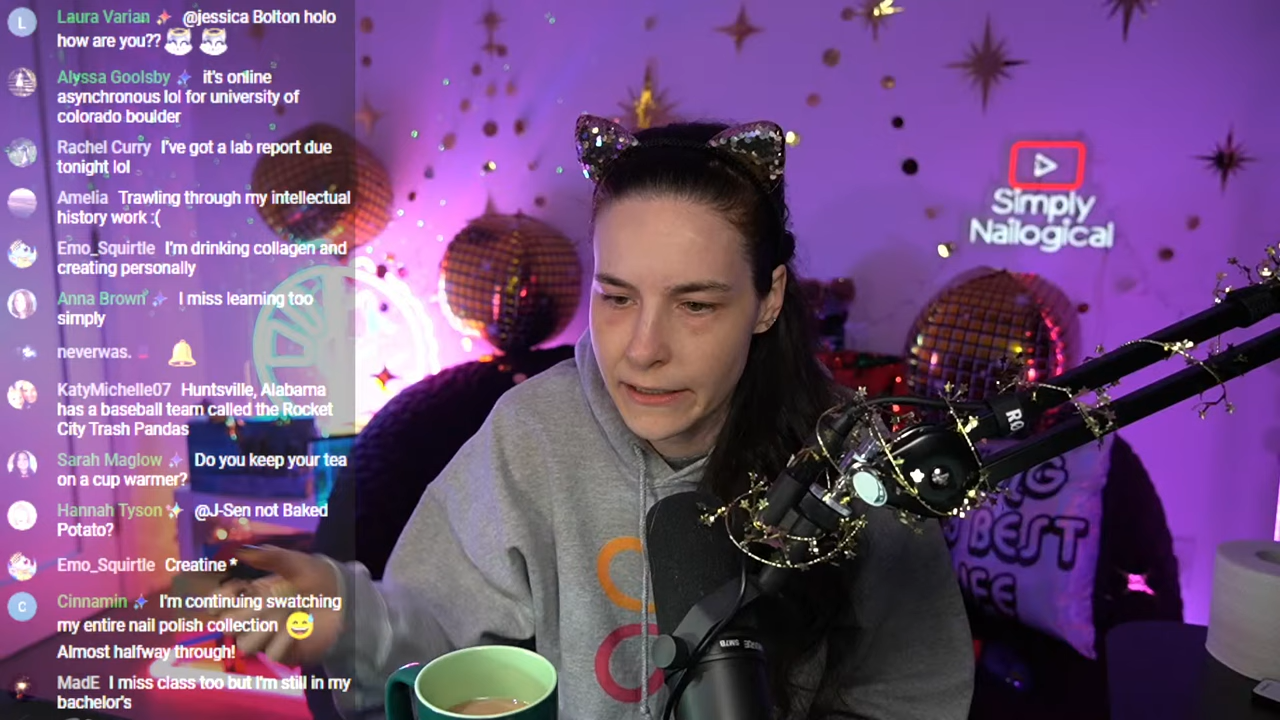 Laura Varian @jessica Bolton holo
how are you??
Alyssa Goolsby it's online
asynchronous lol for university of
colorado boulder
Rachel Curry I've got a lab report due
tonight lol
Amelia Trawling through my intellectual
history work :(
Emo_Squirtle I'm drinking collagen and
creating personally
Anna Brown I miss learning too
simply
neverwas.
KatyMichelle07 Huntsville, Alabama
has a baseball team called the Rocket
City Trash Pandas
Sarah Maglow Do you keep your tea
on a cup warmer?
Hannah Tyson @J-Sen not Baked
Potato?
Emo_Squirtle Creatine *
C Cinnamin I'm continuing swatching
my entire nail polish collection
Almost halfway through!
MadE I miss class too but I'm still in my
bachelor's
L
Simply
Nailogical
BEST
SM7B